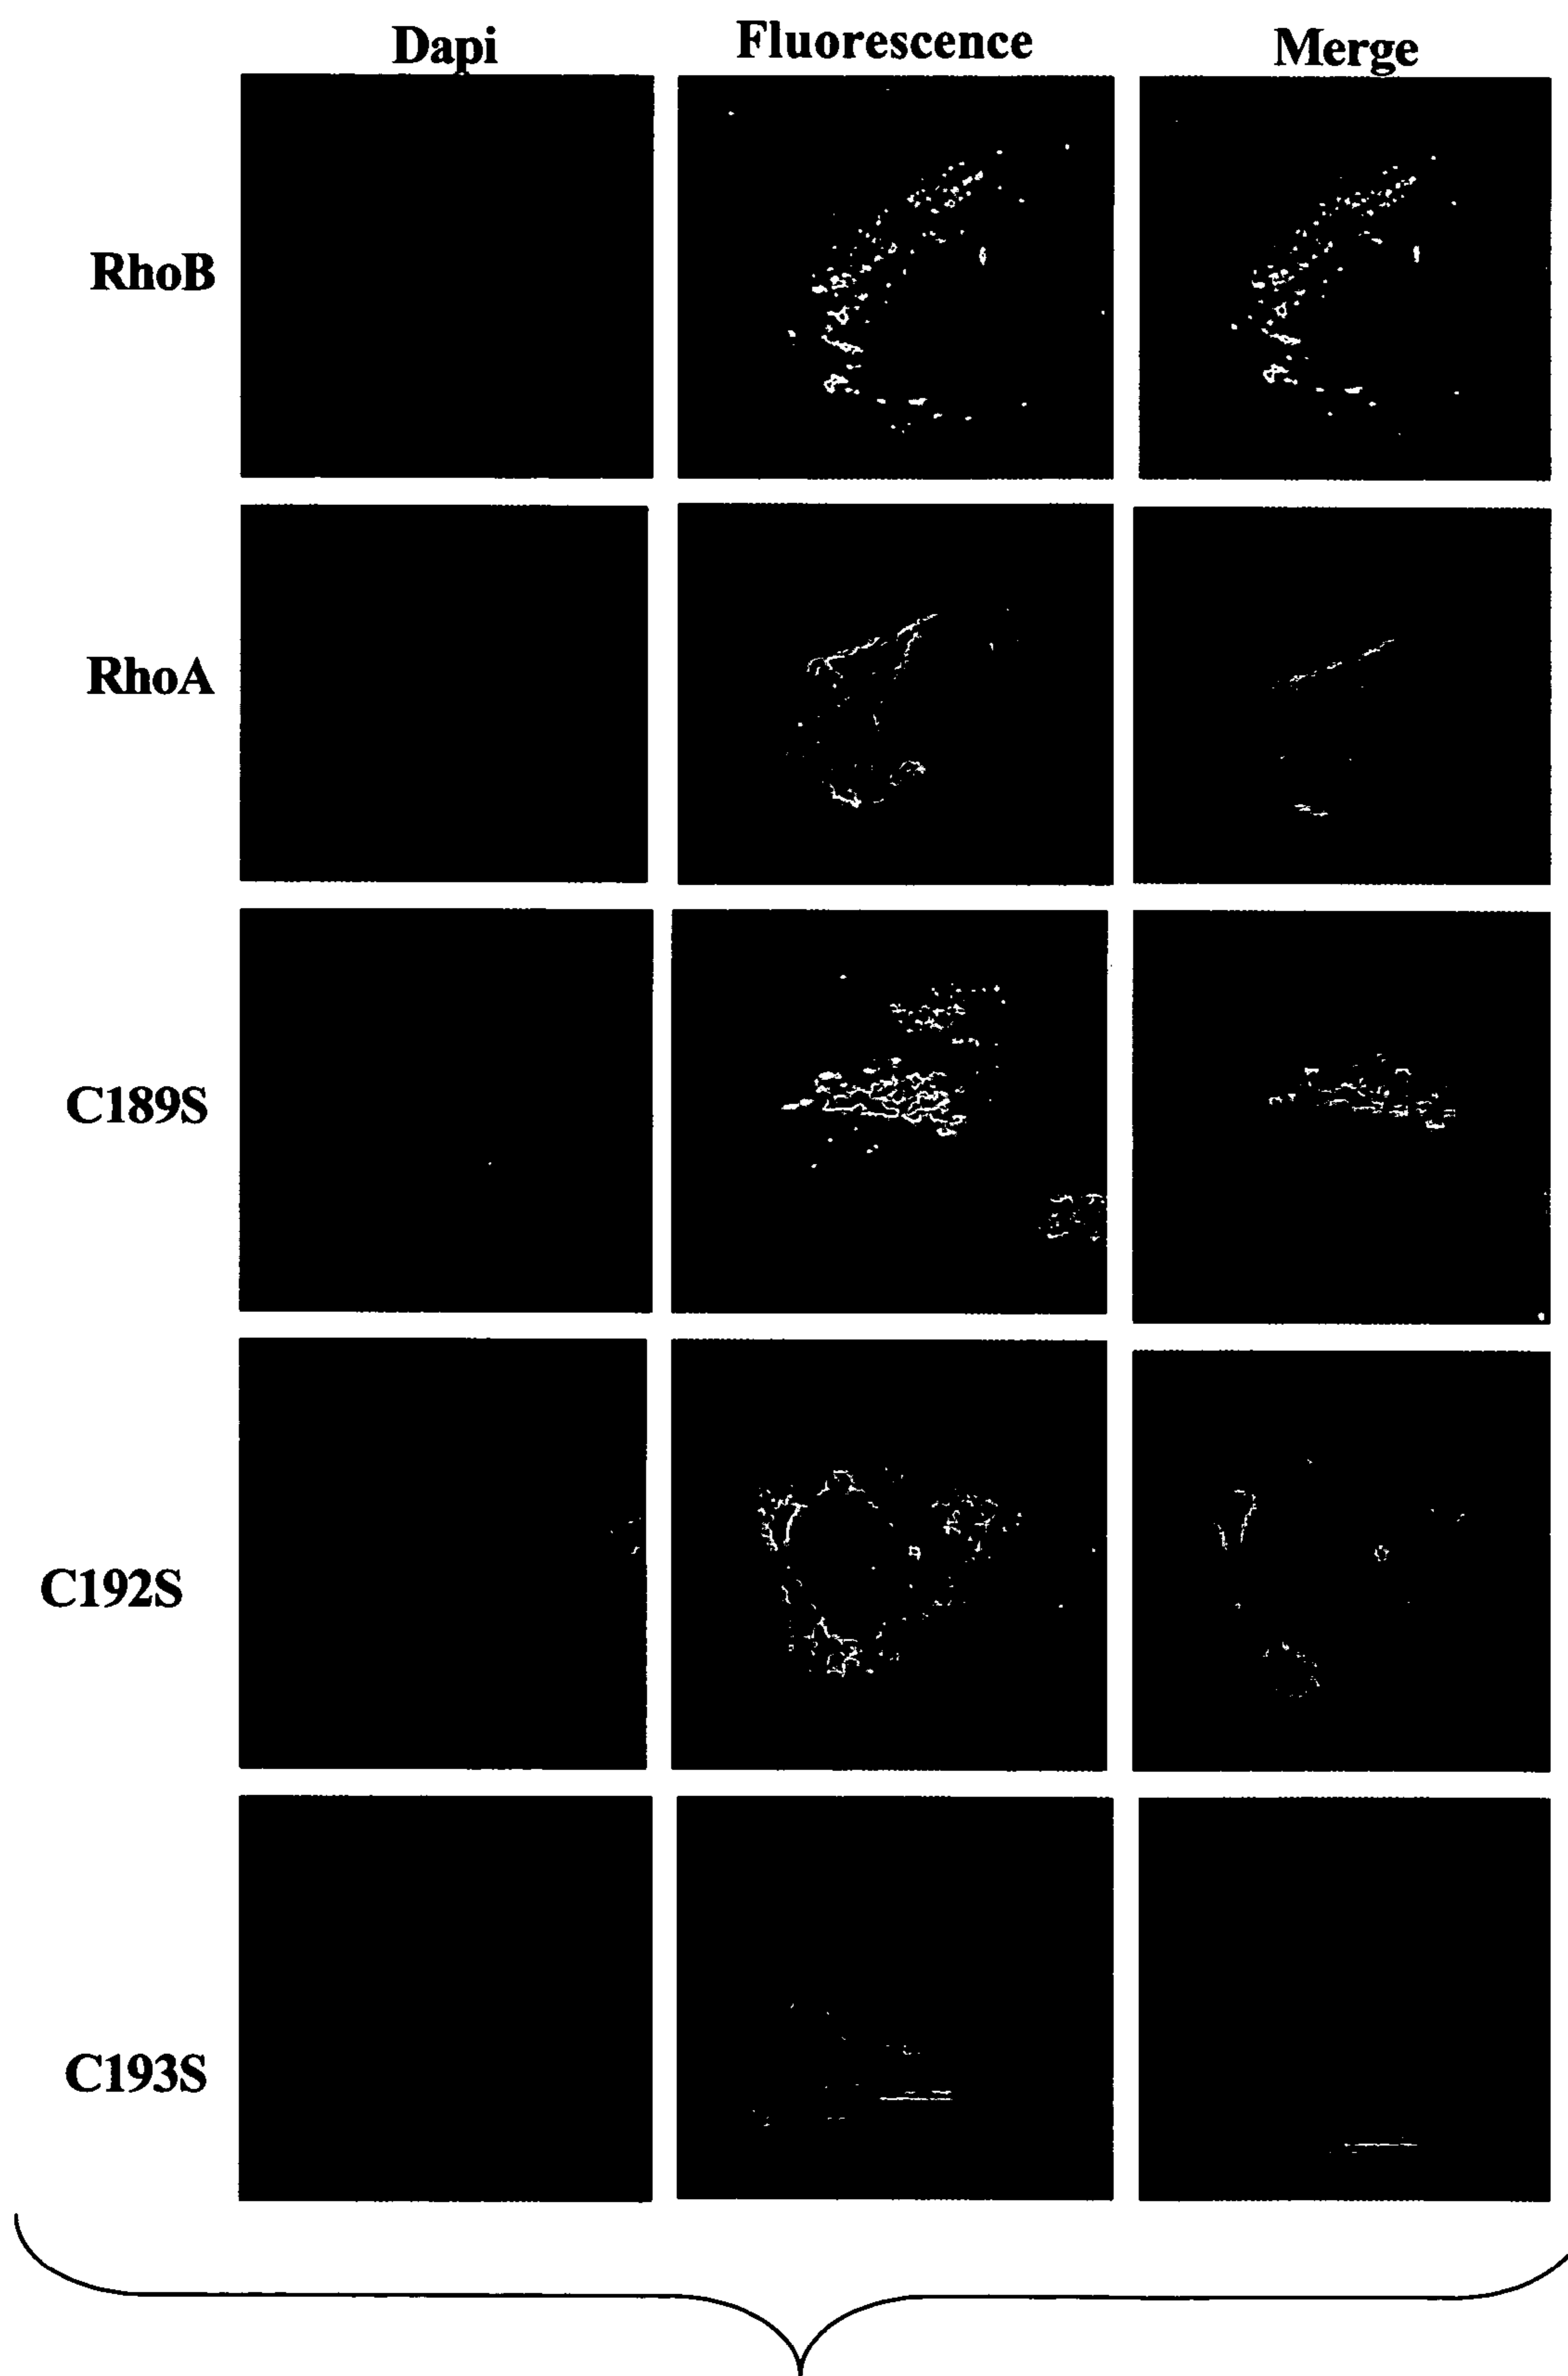 Dapi Fluorescence Merge
RhoB
RhoA
C189S
C192S
C193S